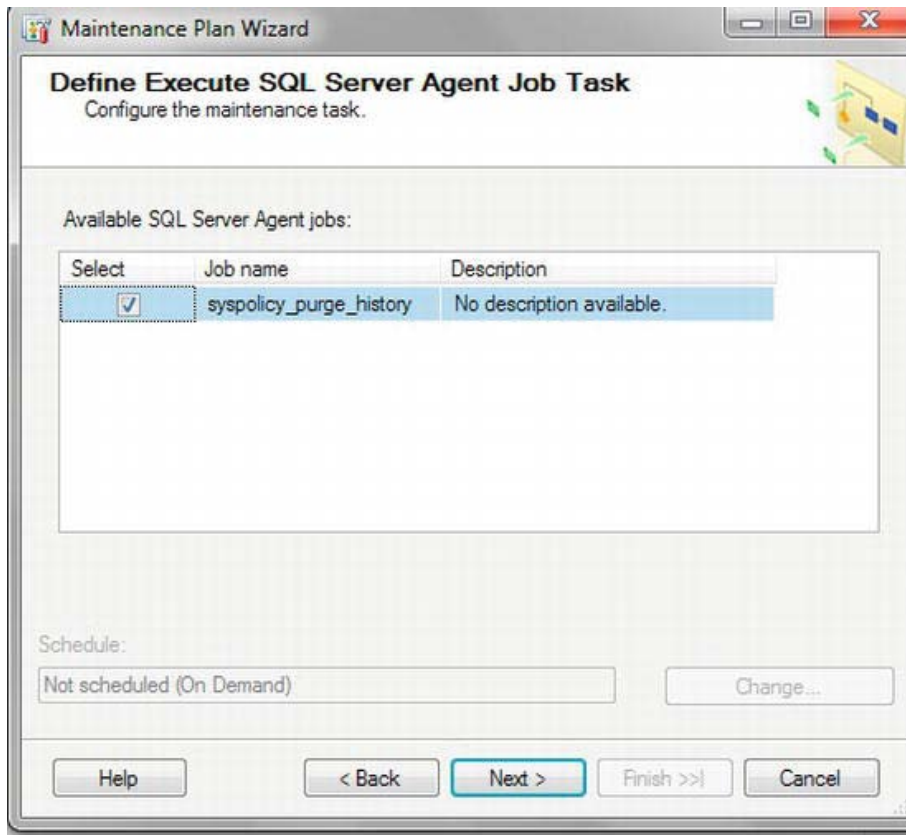 Maintenance Plan Wizard
Define Execute SQL Server Agent Job Task
Configure the maintenance task.
Available SQL Server Agent jobs:
Select Job name Description
syspolicy_purge_history No description available.
Schedule:
Not scheduled (On Demand) Change...
Help < Back Next > Finish >>| Cancel